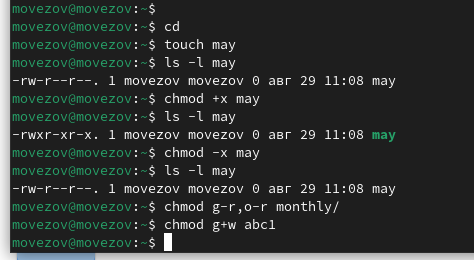 movezov@movezov:~$
movezov@movezov:~$ cd
movezov@movezov:~$ touch may
movezov@movezov:~$ ls -l may
-rw-r--r--. 1 movezov movezov 0 авг 29 11:08 may
movezov@movezov:~$ chmod +x may
movezov@movezov:~$ ls -l may
-rwxr-xr-x. 1 movezov movezov 0 авг 29 11:08 may
movezov@movezov:~$ chmod -x may
movezov@movezov:~$ ls -l may
-rw-r--r--. 1 movezov movezov 0 авг 29 11:08 may
movezov@movezov:~$ chmod g-r,o-r monthly/
movezov@movezov:~$ chmod g+w abc1
movezov@movezov:~$